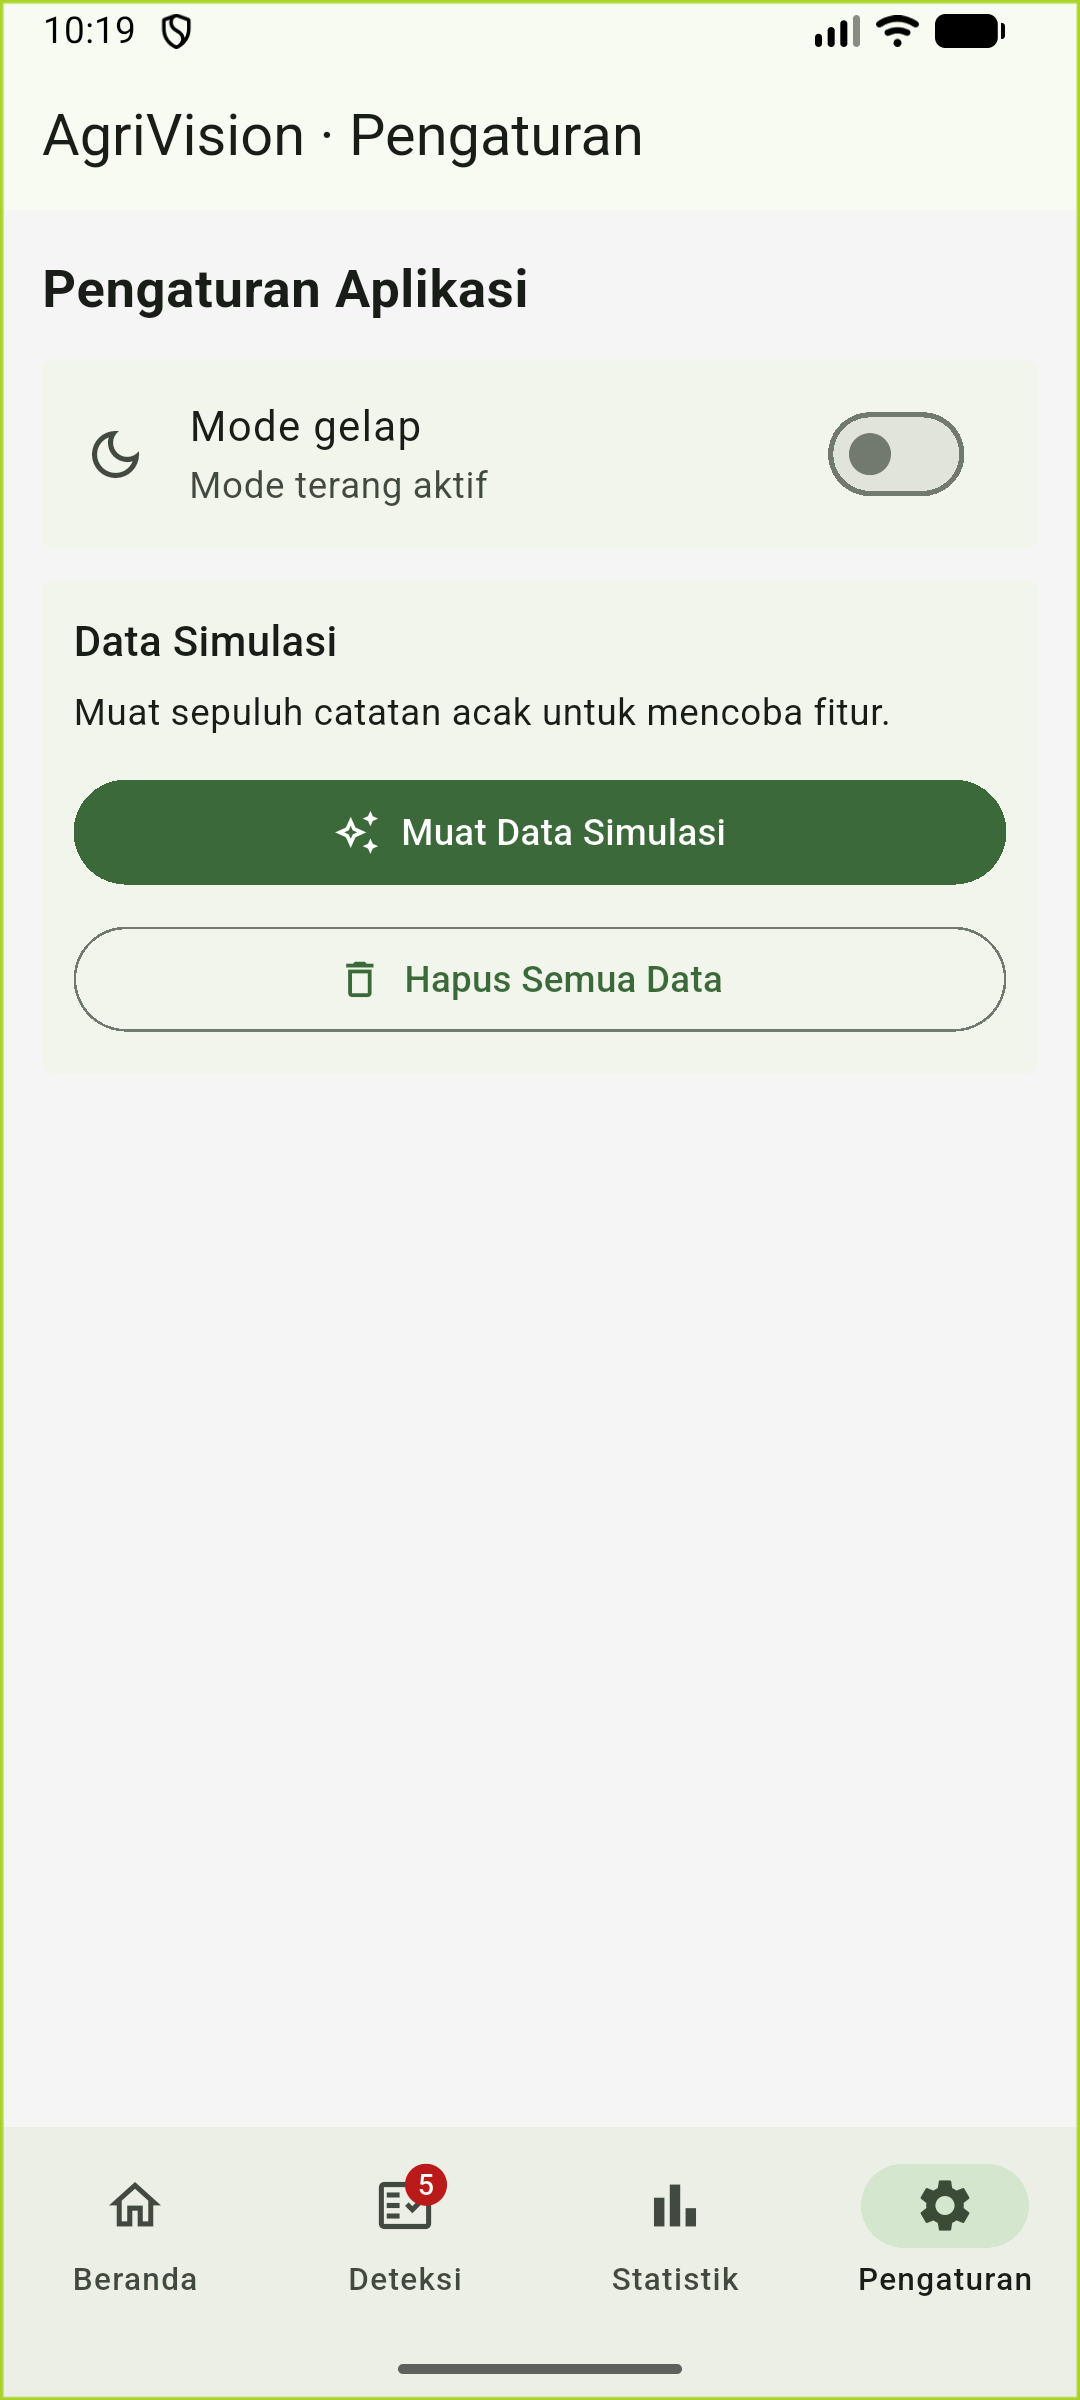 10:19
AgriVision · Pengaturan
Pengaturan Aplikasi
Mode gelap
Mode terang aktif
Data Simulasi
Muat sepuluh catatan acak untuk mencoba fitur.
Muat Data Simulasi
Hapus Semua Data
5
Beranda
Deteksi
Statistik
Pengaturan